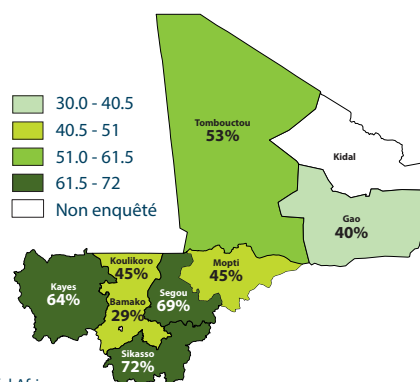 30.0 - 40.5
40.5 - 51
51.0 - 61.5
61.5 - 72
Non enquêté
Tombouctou
53%
Kidal
Gao
40%
Koulikoro
45%
Mopti
45%
Kayes
64%
Bamako
29%
Segou
69%
Sikasso
72%